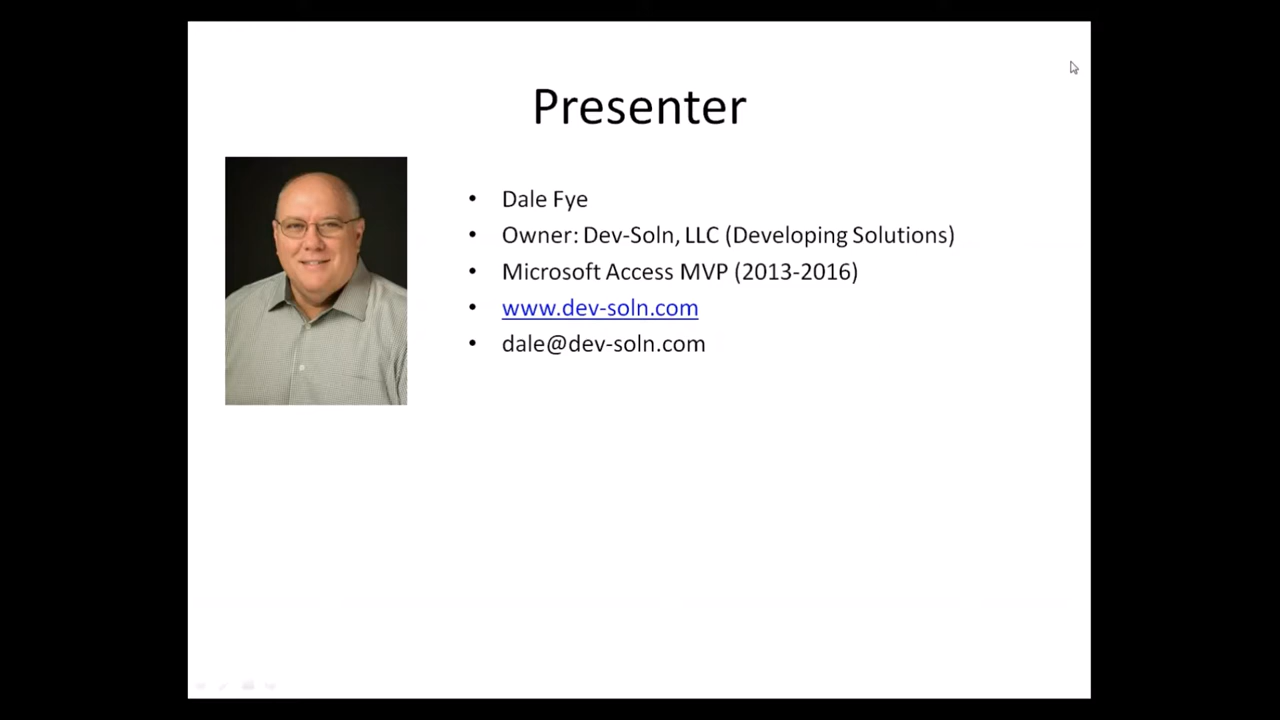 Presenter
• Dale Fye
• Owner: Dev-Soln, LLC (Developing Solutions)
• Microsoft Access MVP (2013-2016)
• www.dev-soln.com
• dale@dev-soln.com